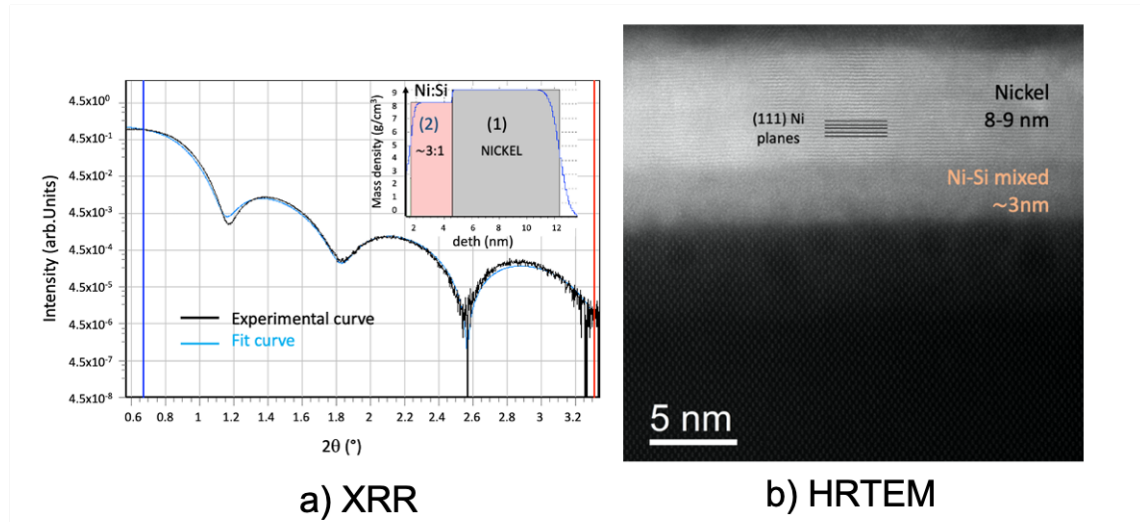 4.5x10⁰
4.5x10⁻¹
4.5x10⁻²
4.5x10⁻³
4.5x10⁻⁴
4.5x10⁻⁵
4.5x10⁻⁶
4.5x10⁻⁷
4.5x10⁻⁸
Intensity (arb.Units)
0.6 0.8 1 1.2 1.4 1.6 1.8 2 2.2 2.4 2.6 2.8 3 3.2
2θ (°)
Experimental curve
Fit curve
Ni:Si
(2)
~3:1
(1)
NICKEL
Mass density (g/cm³)
9
8
7
6
5
4
3
2
1
0
2 4 6 8 10 12
deth (nm)
a) XRR
Nickel
8-9 nm
(111) Ni
planes
Ni-Si mixed
~3nm
5 nm
b) HRTEM